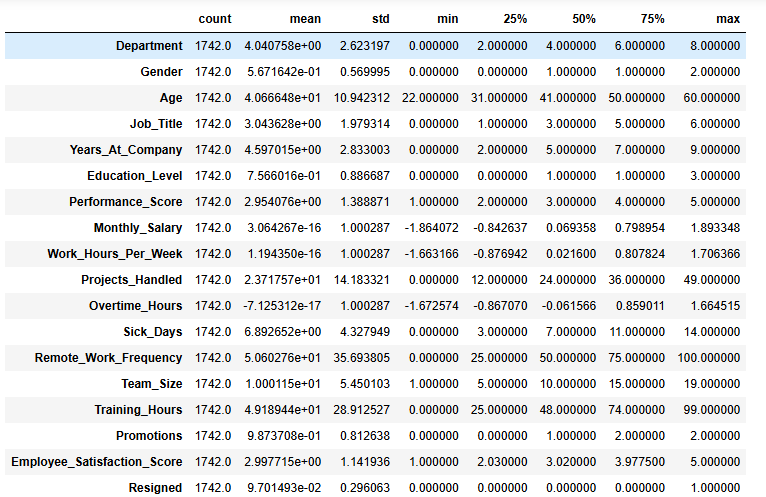 count mean std min 25% 50% 75% max
Department 1742.0 4.040758e+00 2.623197 0.000000 2.000000 4.000000 6.000000 8.000000
Gender 1742.0 5.671642e-01 0.569995 0.000000 0.000000 1.000000 1.000000 2.000000
Age 1742.0 4.066648e+01 10.942312 22.000000 31.000000 41.000000 50.000000 60.000000
Job_Title 1742.0 3.043628e+00 1.979314 0.000000 1.000000 3.000000 5.000000 6.000000
Years_At_Company 1742.0 4.597015e+00 2.833003 0.000000 2.000000 5.000000 7.000000 9.000000
Education_Level 1742.0 7.566016e-01 0.886687 0.000000 0.000000 1.000000 1.000000 3.000000
Performance_Score 1742.0 2.954076e+00 1.388871 1.000000 2.000000 3.000000 4.000000 5.000000
Monthly_Salary 1742.0 3.064267e-16 1.000287 -1.864072 -0.842637 0.069358 0.798954 1.893348
Work_Hours_Per_Week 1742.0 1.194350e-16 1.000287 -1.663166 -0.876942 0.021600 0.807824 1.706366
Projects_Handled 1742.0 2.371757e+01 14.183321 0.000000 12.000000 24.000000 36.000000 49.000000
Overtime_Hours 1742.0 -7.125312e-17 1.000287 -1.672574 -0.867070 -0.061566 0.859011 1.664515
Sick_Days 1742.0 6.892652e+00 4.327949 0.000000 3.000000 7.000000 11.000000 14.000000
Remote_Work_Frequency 1742.0 5.060276e+01 35.693805 0.000000 25.000000 50.000000 75.000000 100.000000
Team_Size 1742.0 1.000115e+01 5.450103 1.000000 5.000000 10.000000 15.000000 19.000000
Training_Hours 1742.0 4.918944e+01 28.912527 0.000000 25.000000 48.000000 74.000000 99.000000
Promotions 1742.0 9.873708e-01 0.812638 0.000000 0.000000 1.000000 2.000000 2.000000
Employee_Satisfaction_Score 1742.0 2.997715e+00 1.141936 1.000000 2.030000 3.020000 3.977500 5.000000
Resigned 1742.0 9.701493e-02 0.296063 0.000000 0.000000 0.000000 0.000000 1.000000